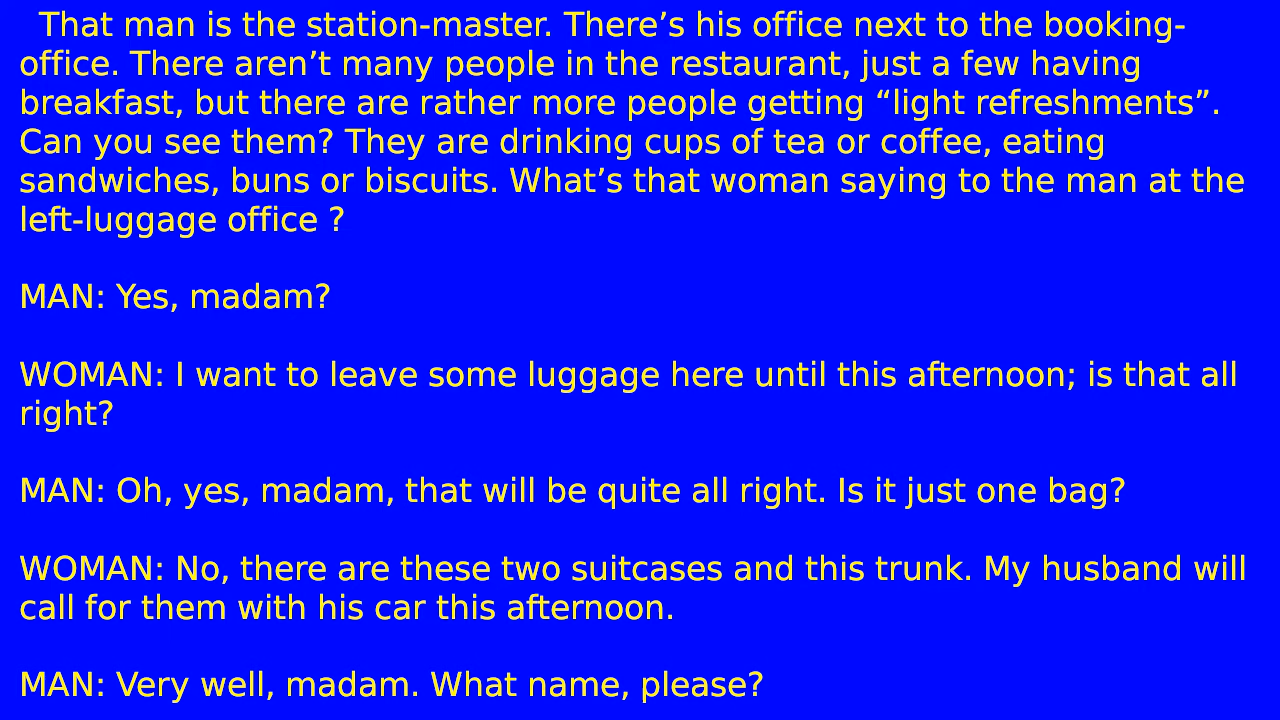 That man is the station-master. There’s his office next to the booking-
office. There aren’t many people in the restaurant, just a few having
breakfast, but there are rather more people getting “light refreshments”.
Can you see them? They are drinking cups of tea or coffee, eating
sandwiches, buns or biscuits. What’s that woman saying to the man at the
left-luggage office ?
MAN: Yes, madam?
WOMAN: I want to leave some luggage here until this afternoon; is that all
right?
MAN: Oh, yes, madam, that will be quite all right. Is it just one bag?
WOMAN: No, there are these two suitcases and this trunk. My husband will
call for them with his car this afternoon.
MAN: Very well, madam. What name, please?